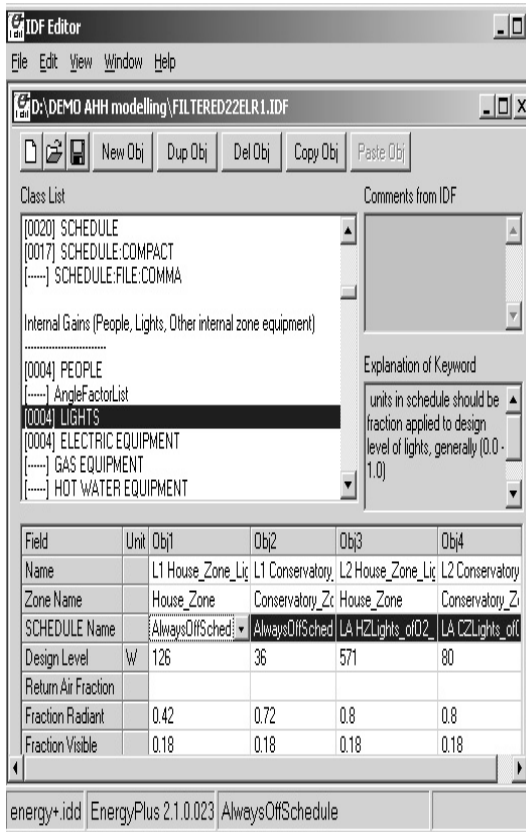 IDF Editor
File Edit View Window Help
D:\DEMO AHH modelling\FILTERED22ELR1.IDF
New Obj Dup Obj Del Obj Copy Obj Paste Obj
Class List
Comments from IDF
[0020] SCHEDULE
[0017] SCHEDULE:COMPACT
[-----] SCHEDULE:FILE:COMMA
Internal Gains (People, Lights, Other internal zone equipment)
--------------------------
[0004] PEOPLE
[-----] AngleFactorList
[0004] LIGHTS
[0004] ELECTRIC EQUIPMENT
[-----] GAS EQUIPMENT
[-----] HOT WATER EQUIPMENT
Explanation of Keyword
units in schedule should be
fraction applied to design
level of lights, generally (0.0 -
1.0)
Field Unit Obj1 Obj2 Obj3 Obj4
Name L1 House_Zone_Lig L1 Conservatory_ L2 House_Zone_Lig L2 Conservatory
Zone Name House_Zone Conservatory_Zo House_Zone Conservatory_Z
SCHEDULE Name AlwaysOffSched AlwaysOffSched LA HZLights_ofO2_ LA CZLights_of
Design Level W 126 36 571 80
Return Air Fraction
Fraction Radiant 0.42 0.72 0.8 0.8
Fraction Visible 0.18 0.18 0.18 0.18
energy+.idd EnergyPlus 2.1.0.023 AlwaysOffSchedule